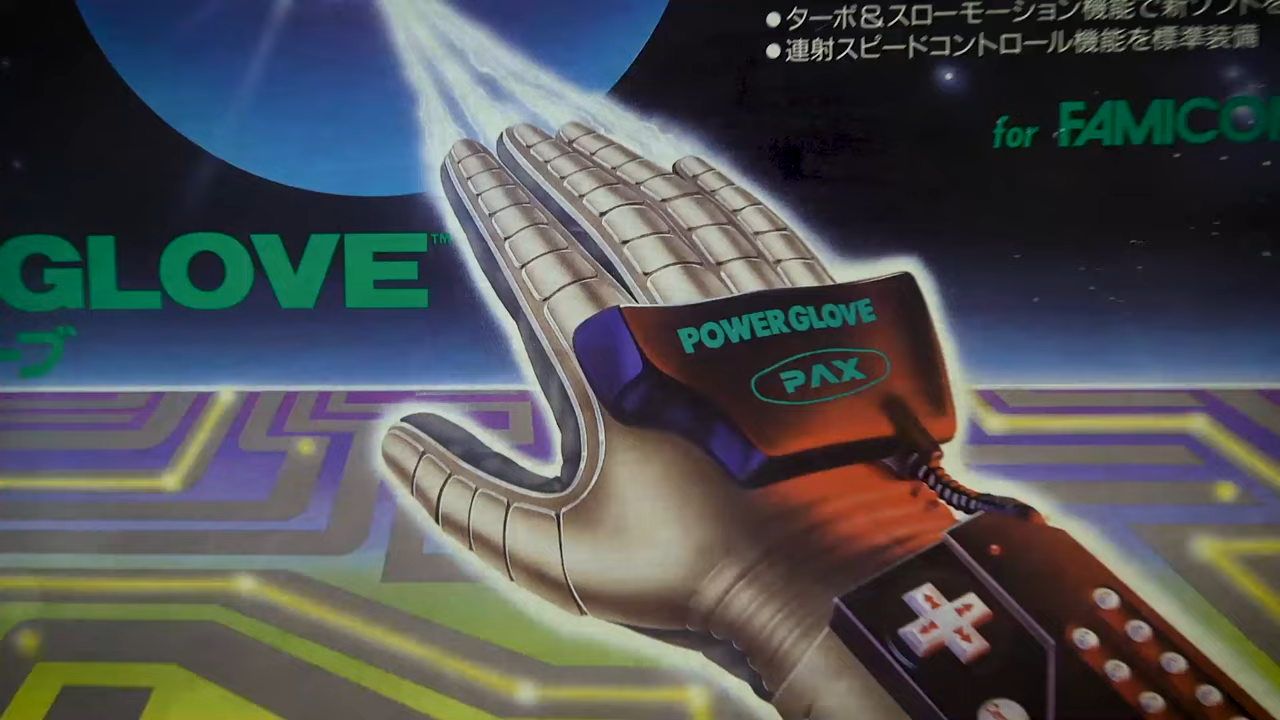 ●ターボ&スローモーション機能で新ソフトを
●連射スピードコントロール機能を標準装備
for FAMICO
GLOVE™
ーブ
POWER GLOVE
PAX